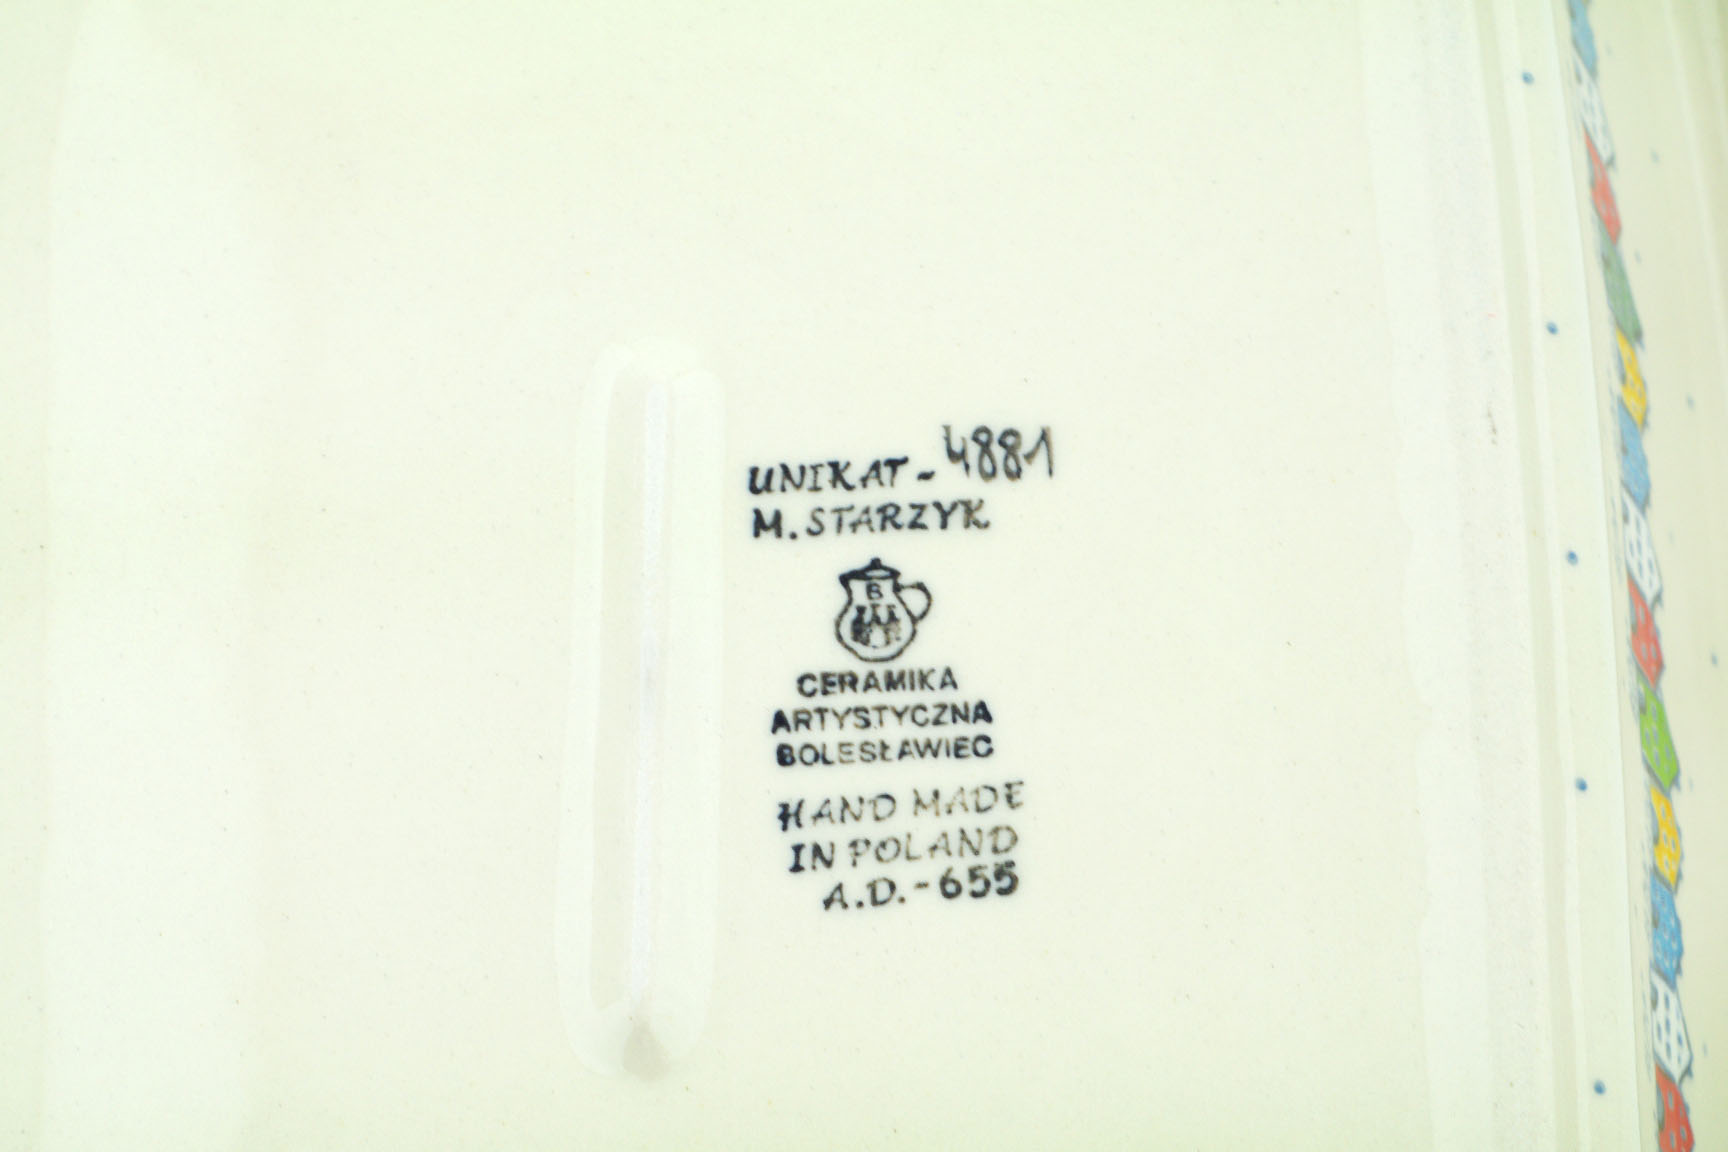 UNIKAT - 4881
M. STARZYK
B
CERAMIKA
ARTYSTYCZNA
BOLESŁAWIEC
HAND MADE
IN POLAND
A.D. - 655